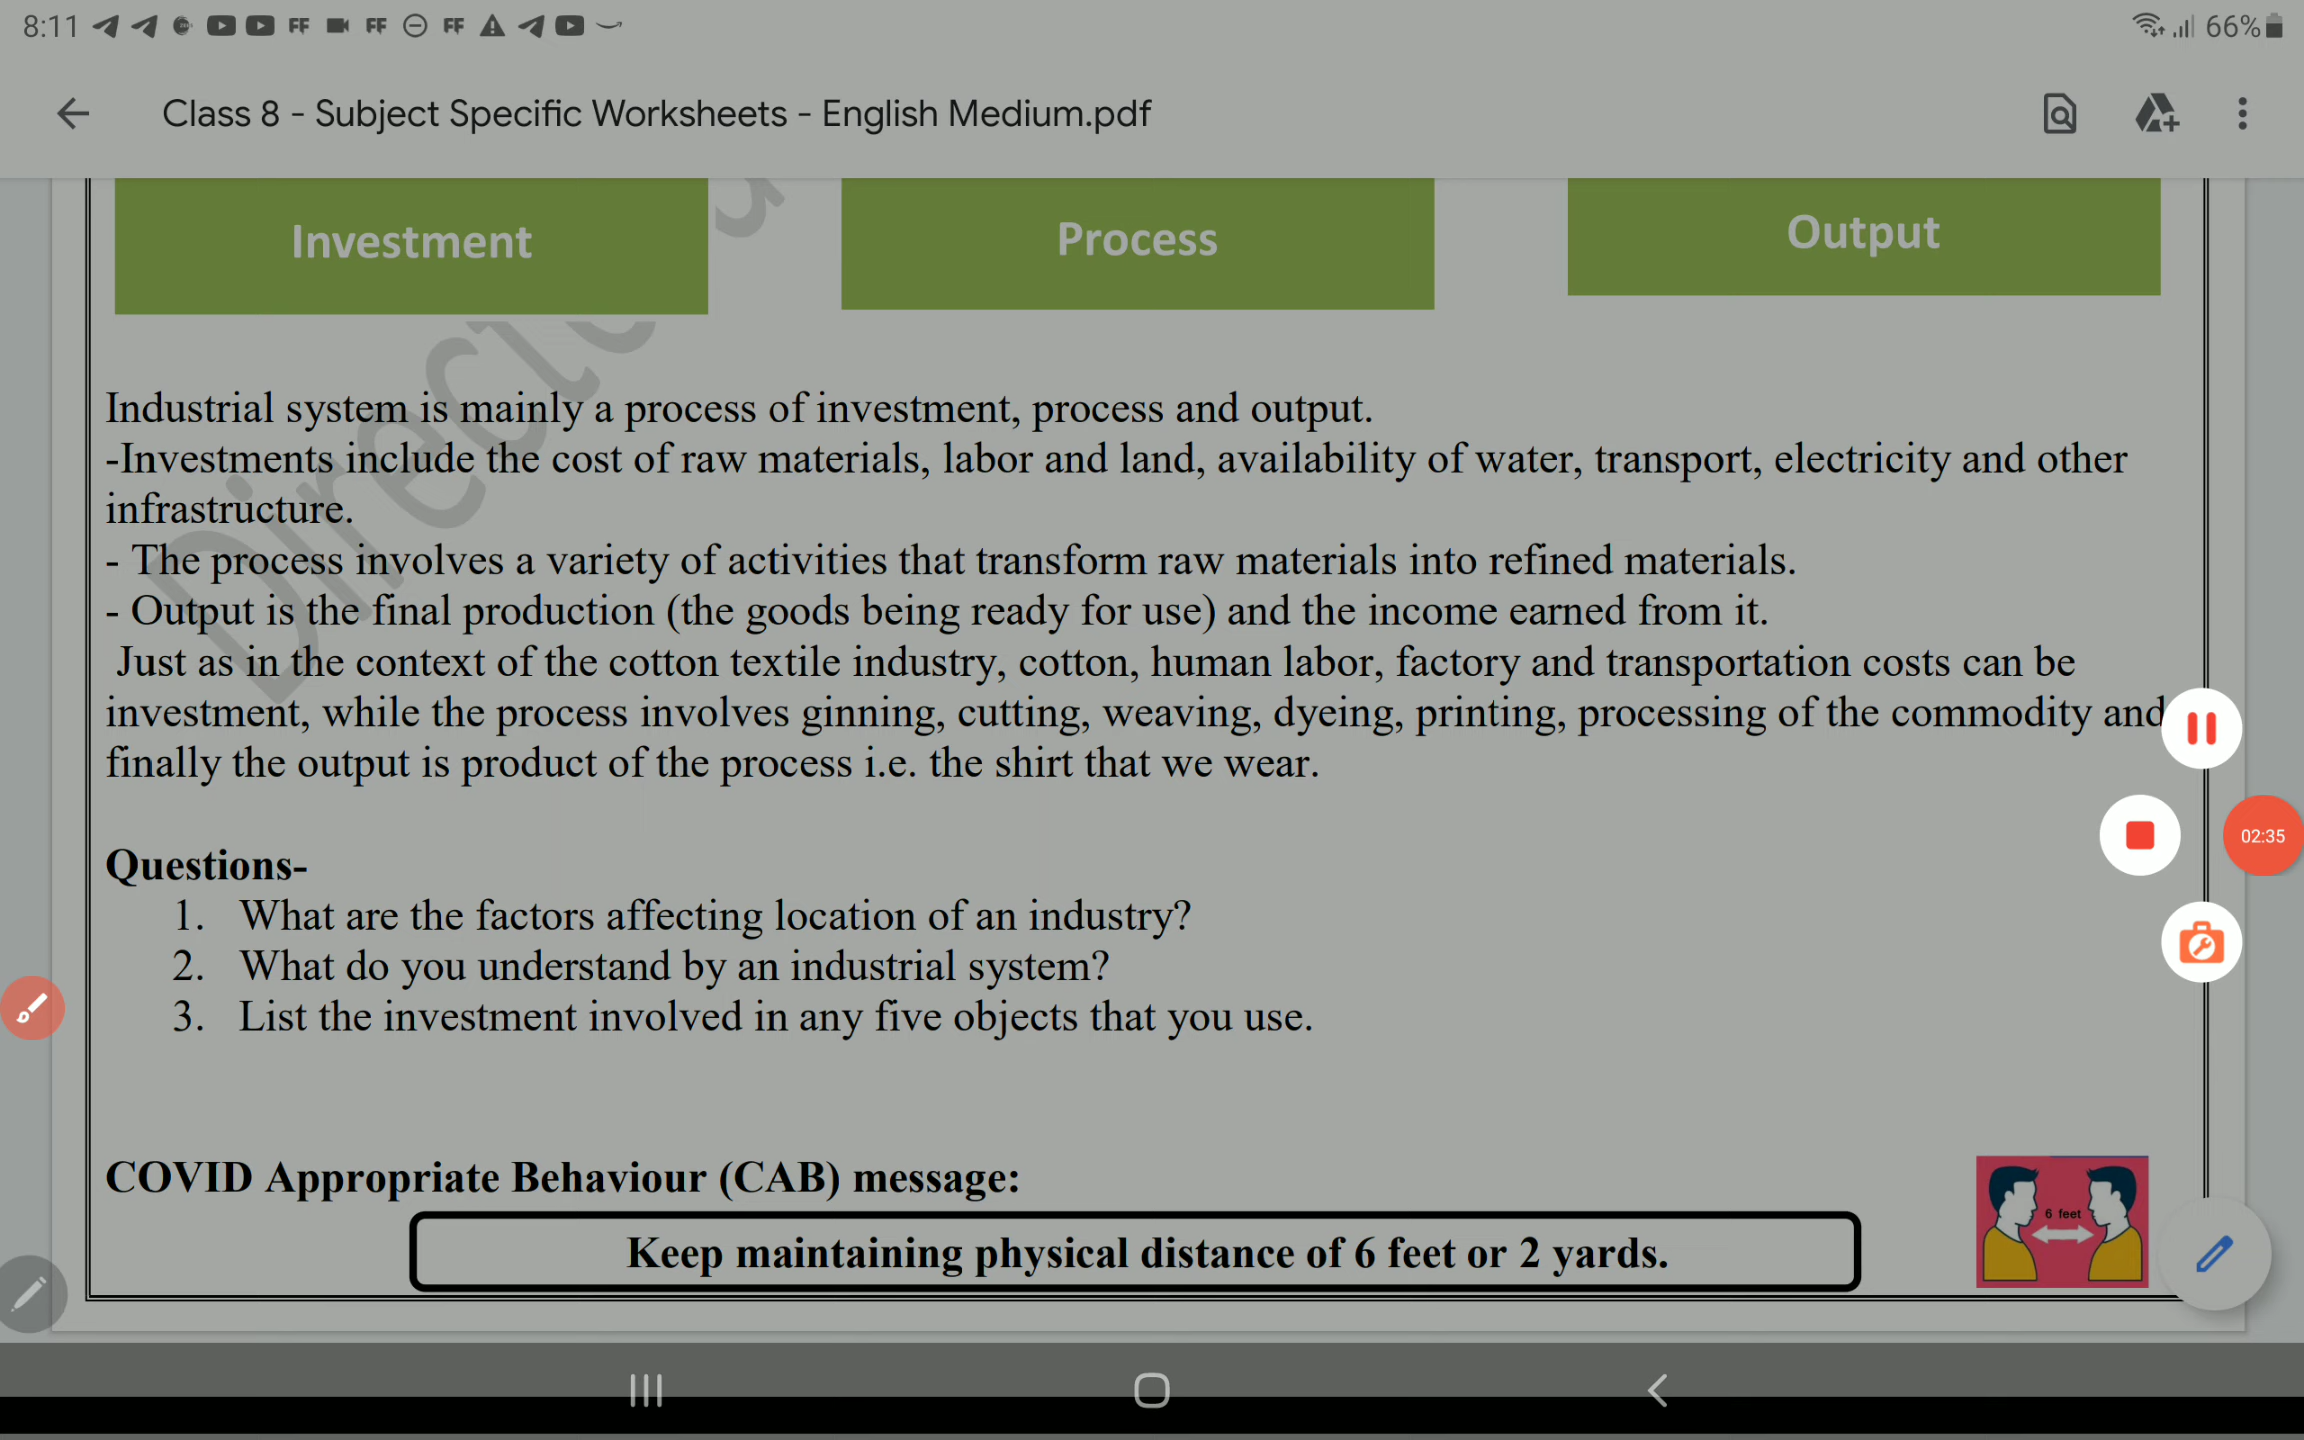 8:11 FF FF FF 66%
Class 8 - Subject Specific Worksheets - English Medium.pdf
Investment Process Output
Industrial system is mainly a process of investment, process and output.
-Investments include the cost of raw materials, labor and land, availability of water, transport, electricity and other
infrastructure.
- The process involves a variety of activities that transform raw materials into refined materials.
- Output is the final production (the goods being ready for use) and the income earned from it.
Just as in the context of the cotton textile industry, cotton, human labor, factory and transportation costs can be
investment, while the process involves ginning, cutting, weaving, dyeing, printing, processing of the commodity and
finally the output is product of the process i.e. the shirt that we wear.
02:35
Questions-
1. What are the factors affecting location of an industry?
2. What do you understand by an industrial system?
3. List the investment involved in any five objects that you use.
COVID Appropriate Behaviour (CAB) message:
6 feet
Keep maintaining physical distance of 6 feet or 2 yards.